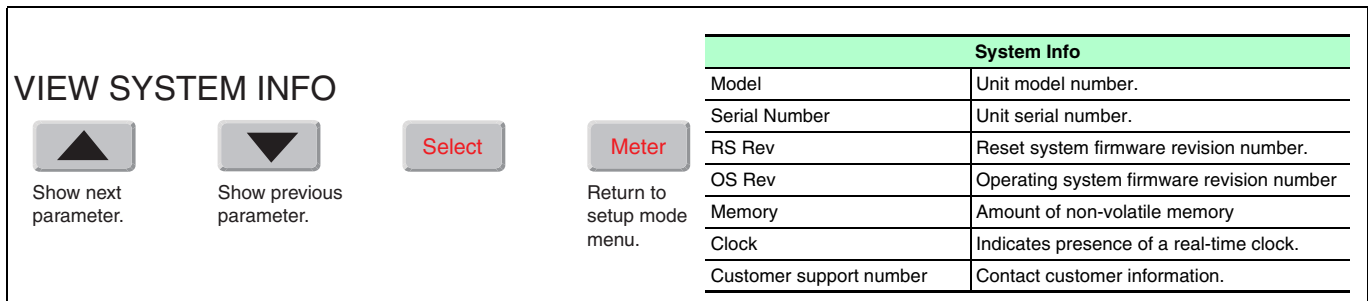 VIEW SYSTEM INFO
Select
Meter
Show next
parameter.
Show previous
parameter.
Return to
setup mode
menu.
System Info
Model Unit model number.
Serial Number Unit serial number.
RS Rev Reset system firmware revision number.
OS Rev Operating system firmware revision number
Memory Amount of non-volatile memory
Clock Indicates presence of a real-time clock.
Customer support number Contact customer information.